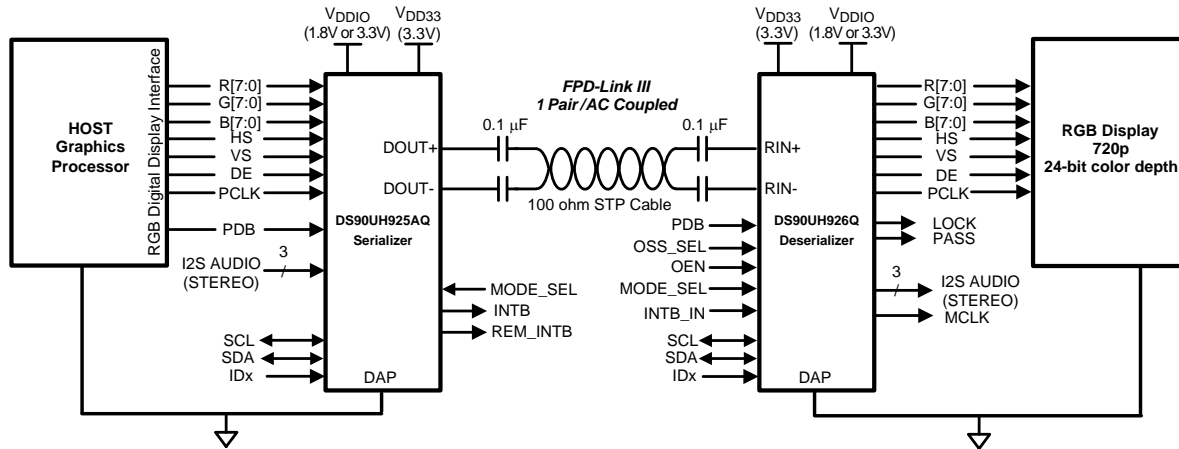 VDDIO
(1.8V or 3.3V)
VDD33
(3.3V)
VDD33
(3.3V)
VDDIO
(1.8V or 3.3V)
HOST
Graphics
Processor
RGB Digital Display Interface
R[7:0]
G[7:0]
B[7:0]
HS
VS
DE
PCLK
PDB
3
I2S AUDIO
(STEREO)
SCL
SDA
IDx
DOUT+
DOUT-
DS90UH925AQ
Serializer
DAP
MODE_SEL
INTB
REM_INTB
FPD-Link III
1 Pair /AC Coupled
0.1 μF
0.1 μF
100 ohm STP Cable
PDB
OSS_SEL
OEN
MODE_SEL
INTB_IN
SCL
SDA
IDx
RIN+
RIN-
DS90UH926Q
Deserializer
DAP
R[7:0]
G[7:0]
B[7:0]
HS
VS
DE
PCLK
LOCK
PASS
3
I2S AUDIO
(STEREO)
MCLK
RGB Display
720p
24-bit color depth